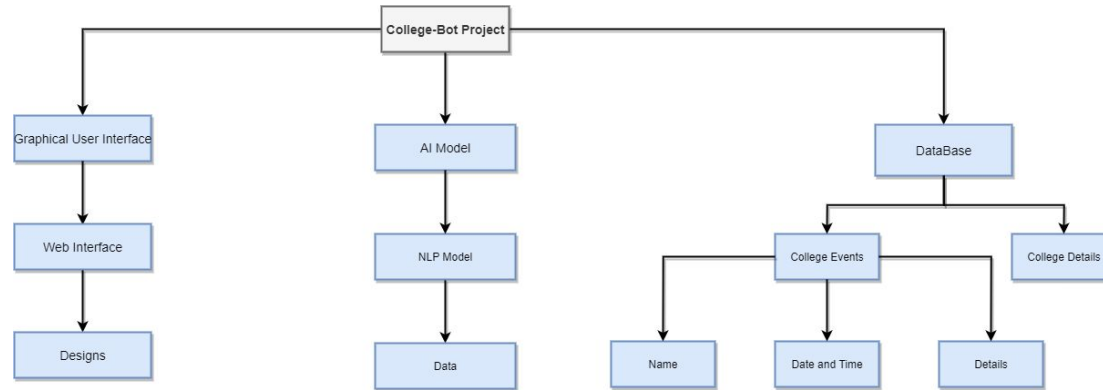 College-Bot Project
Graphical User Interface
AI Model
DataBase
Web Interface
NLP Model
College Events
College Details
Designs
Data
Name
Date and Time
Details